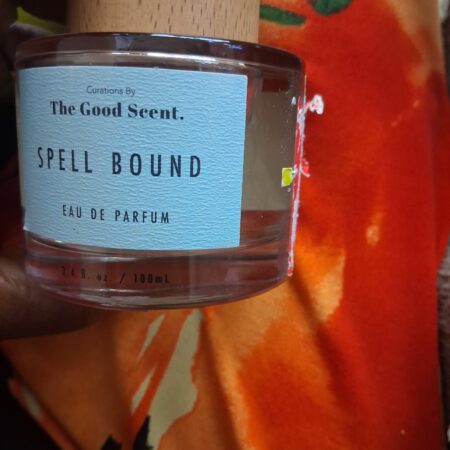 Curations By
The Good Scent.
SPELL BOUND
EAU DE PARFUM
3.4 fl. oz / 100mL